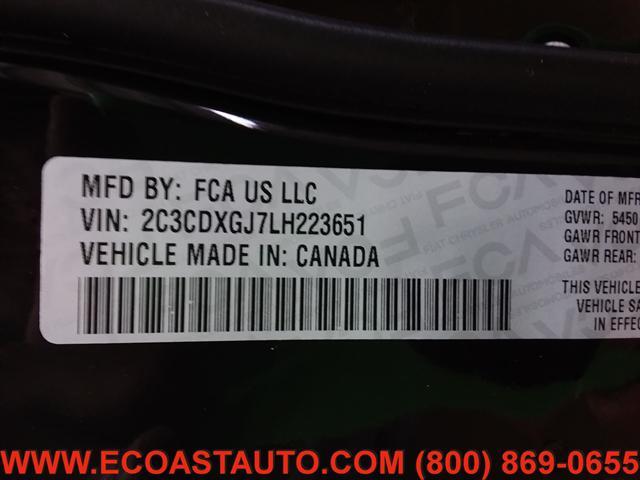 MFD BY: FCA US LLC
VIN: 2C3CDXGJ7LH223651
VEHICLE MADE IN: CANADA
DATE OF MFR
GVWR: 5450
GAWR FRONT
GAWR REAR:
THIS VEHICLE
VEHICLE SA
IN EFFEC
WWW.ECOASTAUTO.COM (800) 869-0655